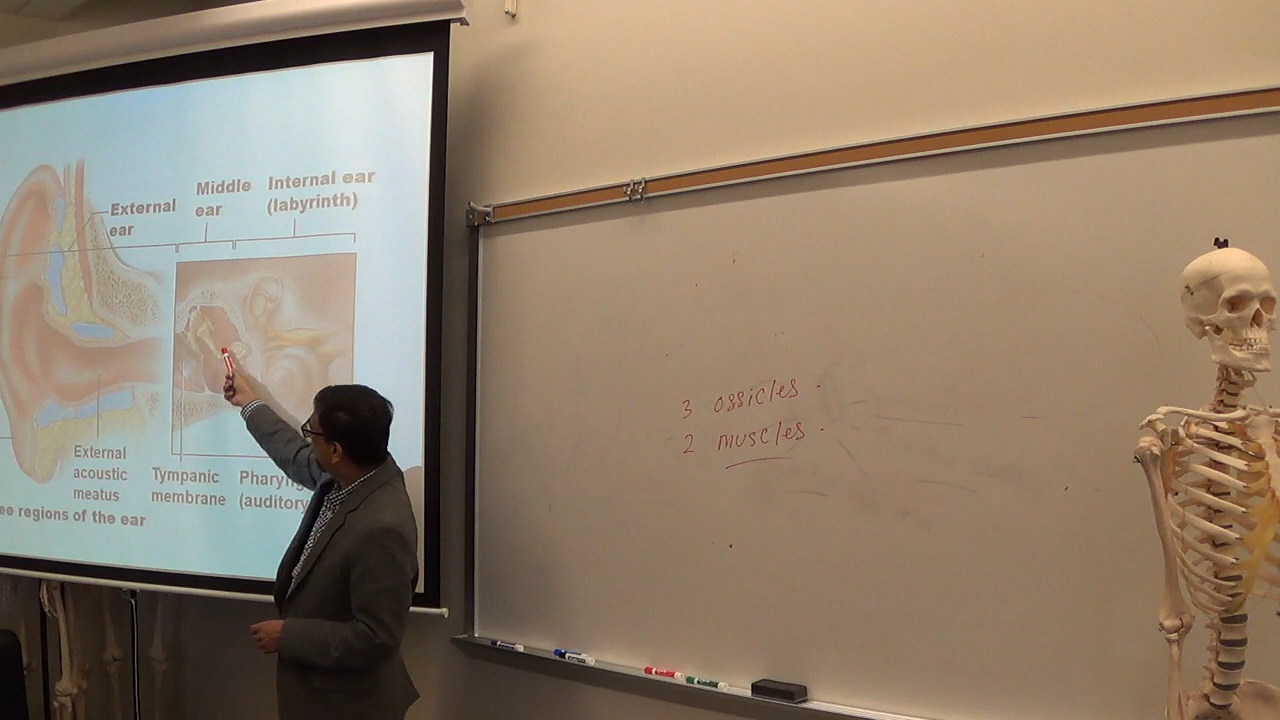 External
ear
Middle
ear
Internal ear
(labyrinth)
External
acoustic
meatus
Tympanic
membrane
(auditory
ee regions of the ear
3 ossicles.
2 muscles.